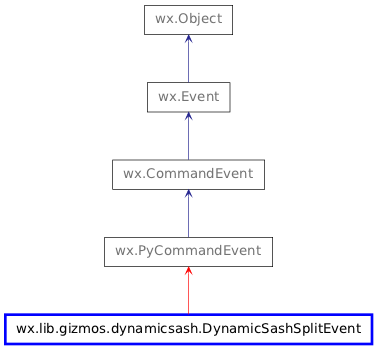 wx.Object
wx.Event
wx.CommandEvent
wx.PyCommandEvent
wx.lib.gizmos.dynamicsash.DynamicSashSplitEvent